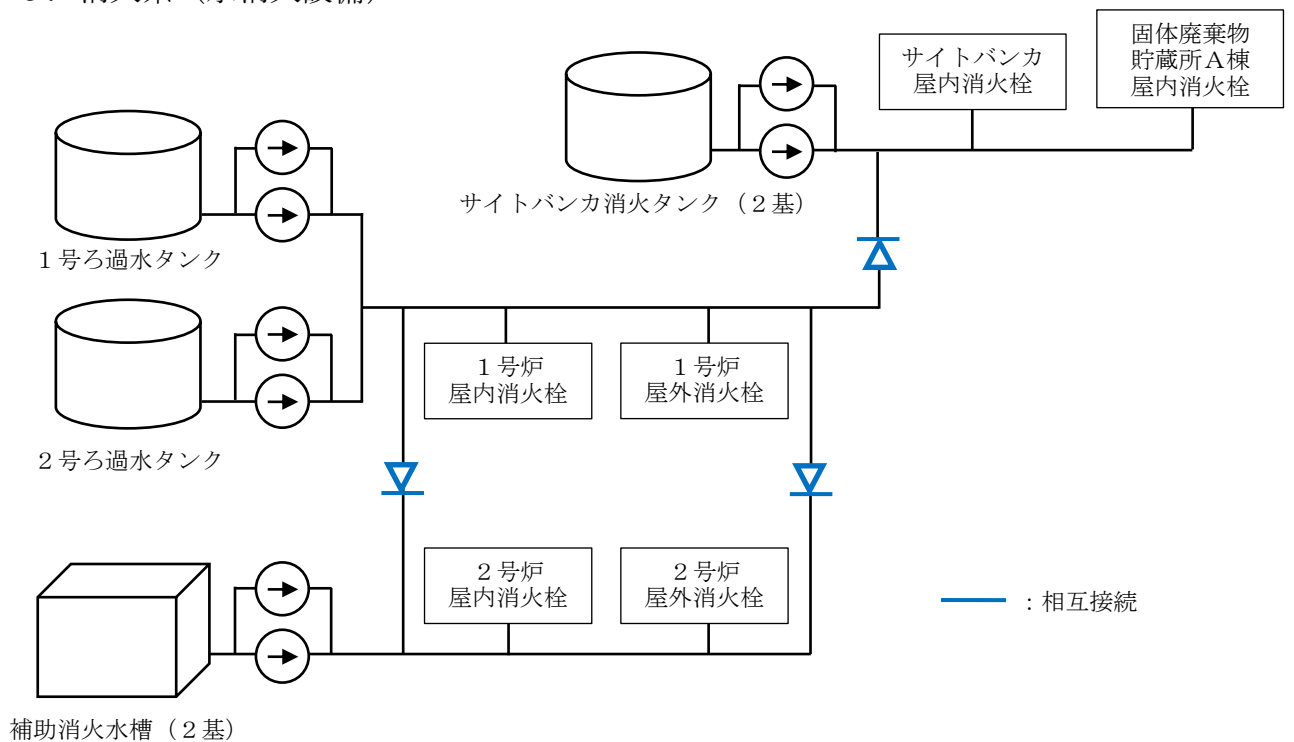 サイトバンカ
屋内消火栓
固体廃棄物
貯蔵所A棟
屋内消火栓
サイトバンカ消火タンク（２基）
１号ろ過水タンク
１号炉
屋内消火栓
１号炉
屋外消火栓
２号ろ過水タンク
２号炉
屋内消火栓
２号炉
屋外消火栓
：相互接続
補助消火水槽（２基）